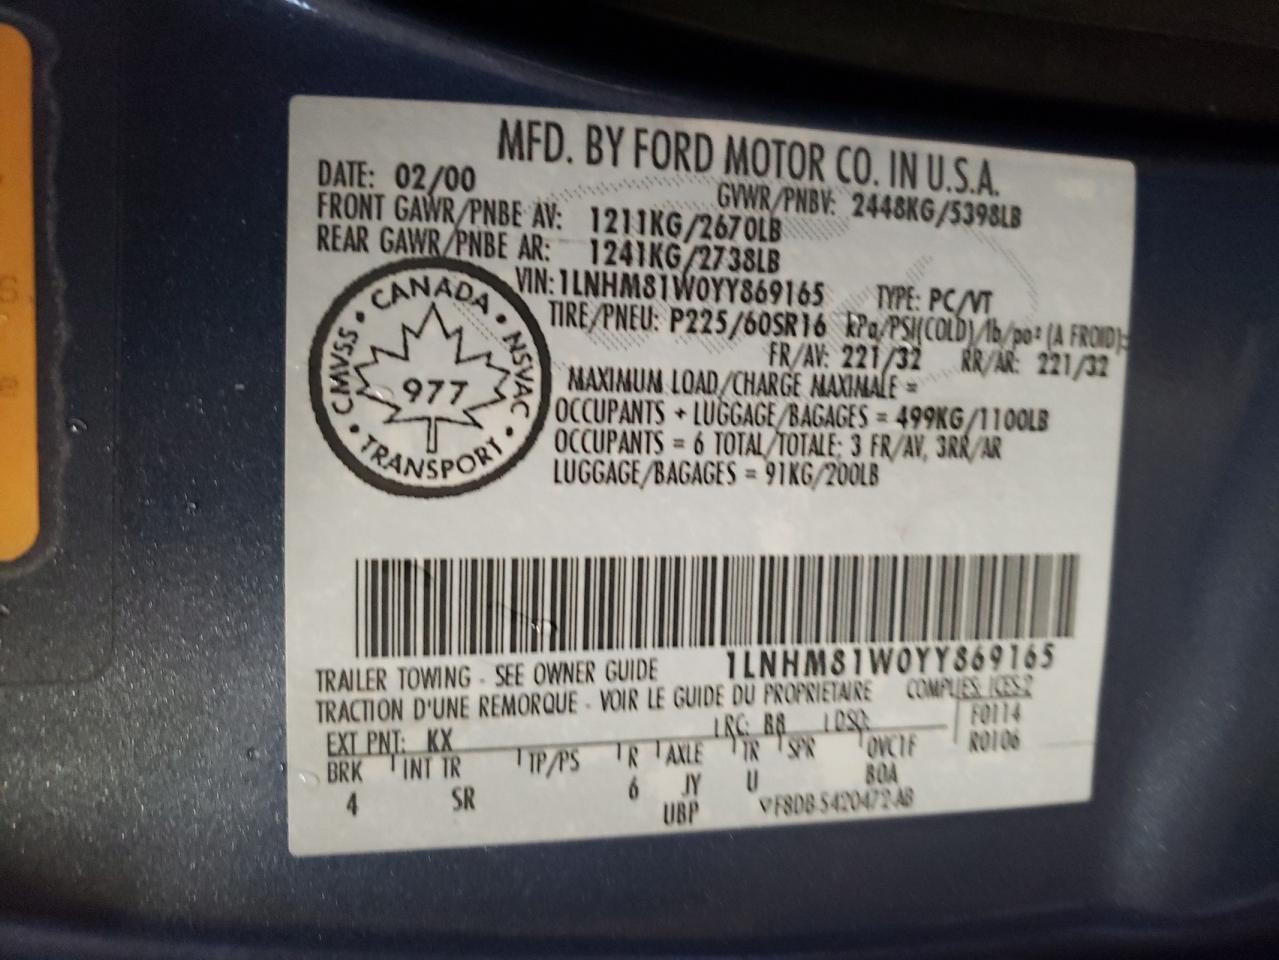 MFD. BY FORD MOTOR CO. IN U.S.A.
DATE: 02/00 GVWR/PNBV: 2448KG/5398LB
FRONT GAWR/PNBE AV: 1211KG/2670LB
REAR GAWR/PNBE AR: 1241KG/2738LB
VIN: 1LNHM81W0YY869165 TYPE: PC/VT
TIRE/PNEU: P225/60SR16 kPa/PSI(COLD)/lb/po² (A FROID):
FR/AV: 221/32 RR/AR: 221/32
MAXIMUM LOAD/CHARGE MAXIMALE =
OCCUPANTS + LUGGAGE/BAGAGES = 499KG/1100LB
OCCUPANTS = 6 TOTAL/TOTALE: 3 FR/AV, 3RR/AR
LUGGAGE/BAGAGES = 91KG/200LB
CANADA
CMVSS • 977 • NSVAC
TRANSPORT
1LNHM81W0YY869165
TRAILER TOWING - SEE OWNER GUIDE
TRACTION D'UNE REMORQUE - VOIR LE GUIDE DU PROPRIETAIRE COMPLIES: ICES-2
EXT PNT: KX RC: 88 DSO: F0114
R0106
BRK INT TR TP/PS R AXLE TR SPR
4 SR 6 JY U BOA
UBP ▽F8DB-5420472-AB